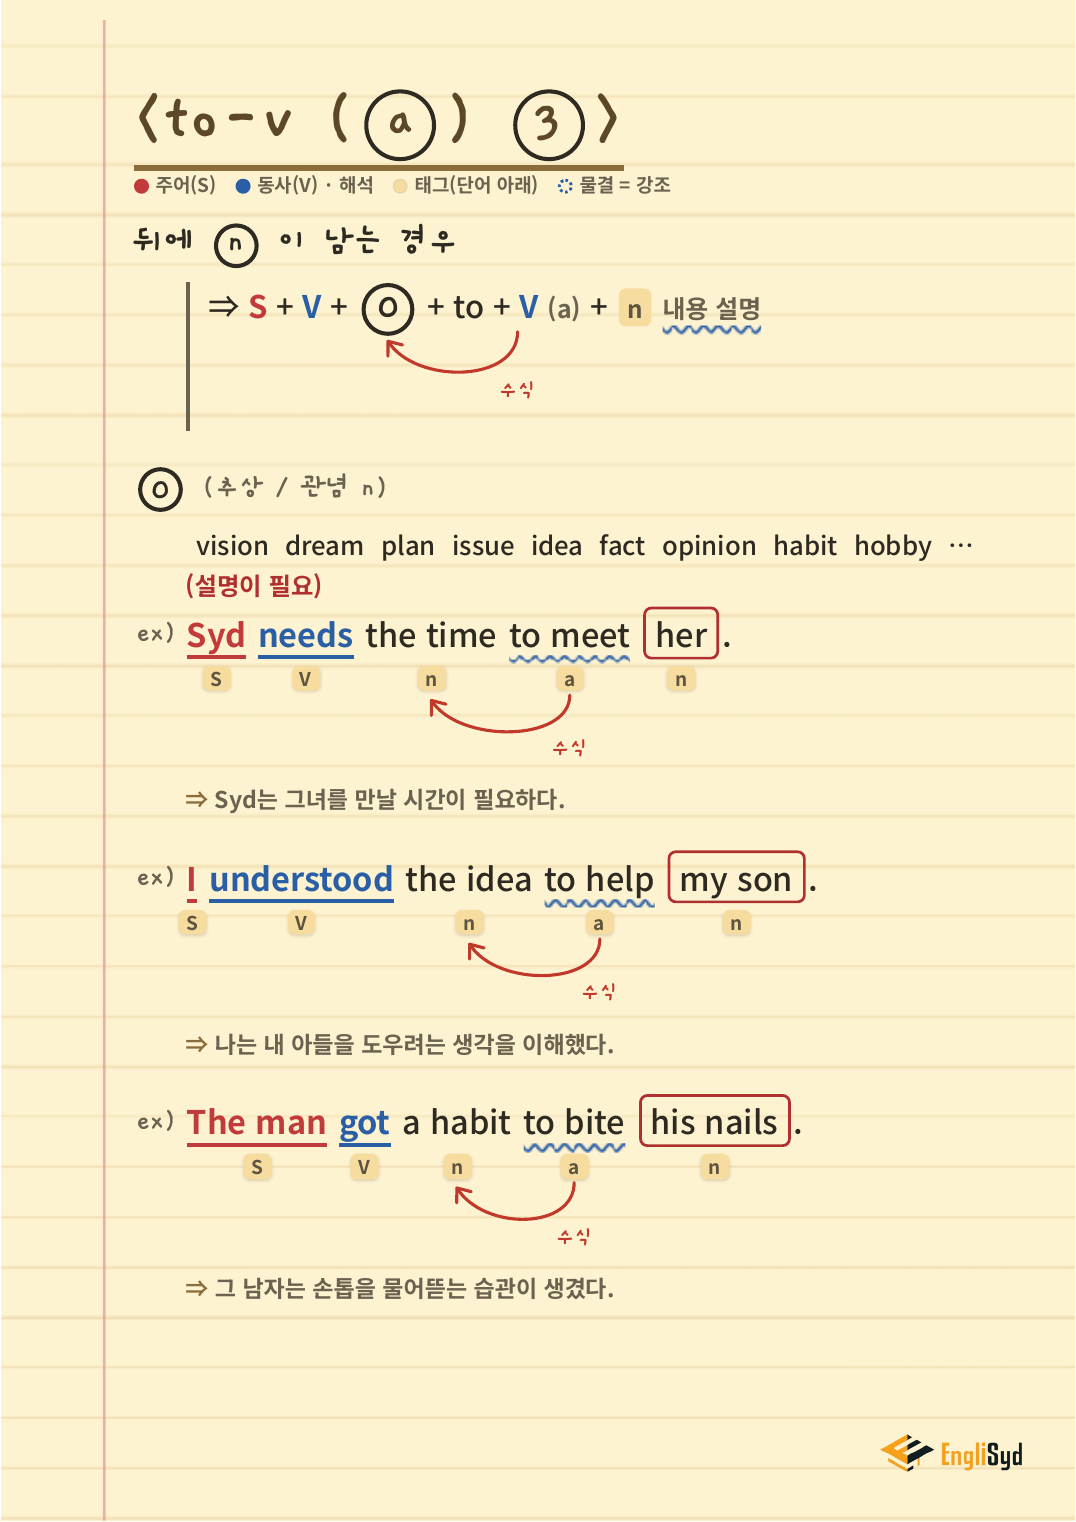 <to-v (a) 3>
주어(S) 동사(V) · 해석 태그(단어 아래) 물결 = 강조
뒤에 n 이 남는 경우
⇒ S + V + O + to + V (a) + n 내용 설명
수식
O (추상 / 관념 n)
vision dream plan issue idea fact opinion habit hobby ···
(설명이 필요)
ex) Syd needs the time to meet her.
S V n a n
수식
⇒ Syd는 그녀를 만날 시간이 필요하다.
ex) I understood the idea to help my son.
S V n a n
수식
⇒ 나는 내 아들을 도우려는 생각을 이해했다.
ex) The man got a habit to bite his nails.
S V n a n
수식
⇒ 그 남자는 손톱을 물어뜯는 습관이 생겼다.
EngliSyd